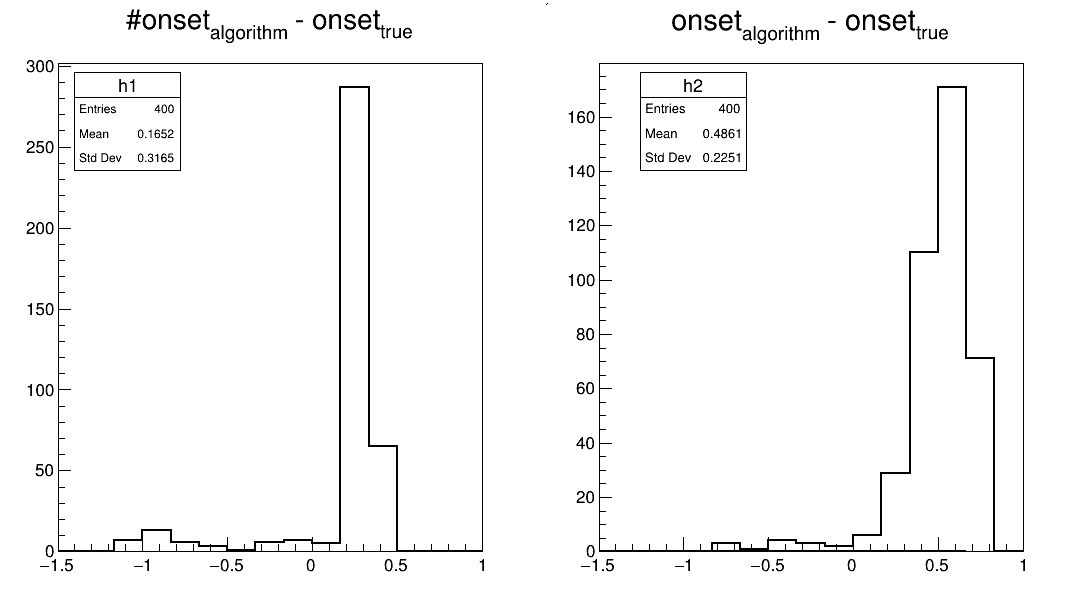 #onset_algorithm - onset_true
h1
Entries 400
Mean 0.1652
Std Dev 0.3165
300
250
200
150
100
50
0
−1.5 −1 −0.5 0 0.5 1
onset_algorithm - onset_true
h2
Entries 400
Mean 0.4861
Std Dev 0.2251
160
140
120
100
80
60
40
20
0
−1.5 −1 −0.5 0 0.5 1